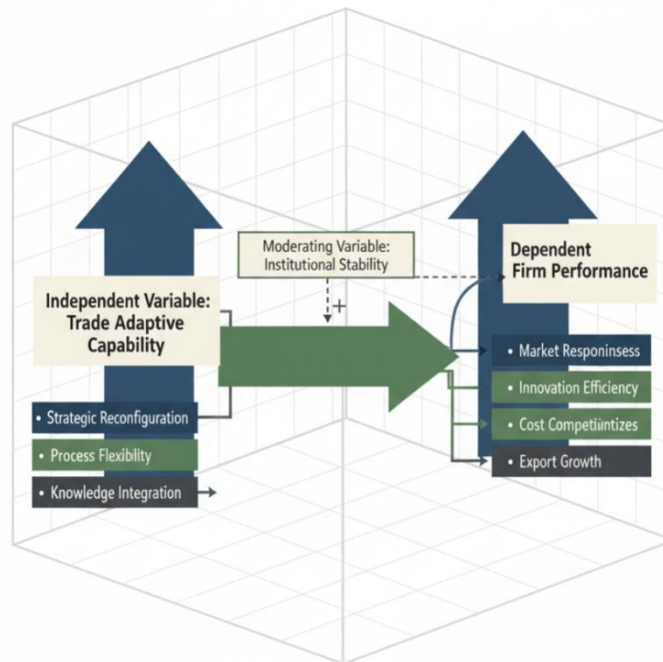 Moderating Variable:
Institutional Stability
+
Independent Variable:
Trade Adaptive
Capability
• Strategic Reconfiguration
• Process Flexibility
• Knowledge Integration
Dependent
Firm Performance
• Market Responinsess
• Innovation Efficiency
• Cost Competiıintizes
• Export Growth